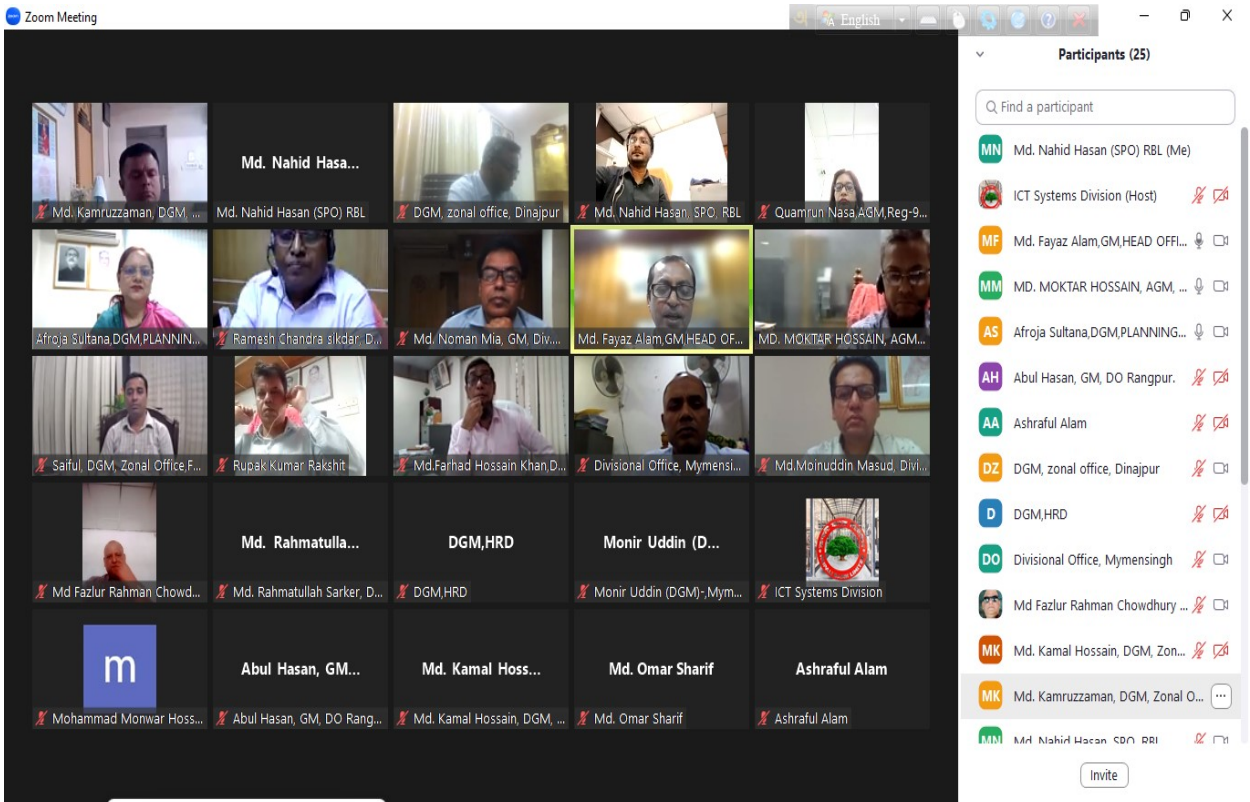 Zoom Meeting
English
Md. Kamruzzaman, DGM, ...
Md. Nahid Hasa...
Md. Nahid Hasan (SPO) RBL
DGM, zonal office, Dinajpur
Md. Nahid Hasan, SPO, RBL
Quamrun Nasa,AGM,Reg-9...
Afroja Sultana,DGM,PLANNIN...
Ramesh Chandra sikdar, D...
Md. Noman Mia, GM, Div...
Md. Fayaz Alam,GM,HEAD OF...
MD. MOKTAR HOSSAIN, AGM...
Saiful, DGM, Zonal Office,F...
Rupak Kumar Rakshit
Md.Farhad Hossain Khan,D...
Divisional Office, Mymensi...
Md.Moinuddin Masud, Divi...
Md Fazlur Rahman Chowd...
Md. Rahmatulla...
Md. Rahmatullah Sarker, D...
DGM,HRD
DGM,HRD
Monir Uddin (D...
Monir Uddin (DGM)-,Mym...
ICT Systems Division
m
Mohammad Monwar Hoss...
Abul Hasan, GM...
Abul Hasan, GM, DO Rang...
Md. Kamal Hoss...
Md. Kamal Hossain, DGM, ...
Md. Omar Sharif
Md. Omar Sharif
Ashraful Alam
Ashraful Alam
Participants (25)
Find a participant
MN Md. Nahid Hasan (SPO) RBL (Me)
ICT Systems Division (Host)
MF Md. Fayaz Alam,GM,HEAD OFFI...
MM MD. MOKTAR HOSSAIN, AGM, ...
AS Afroja Sultana,DGM,PLANNING...
AH Abul Hasan, GM, DO Rangpur.
AA Ashraful Alam
DZ DGM, zonal office, Dinajpur
D DGM,HRD
DO Divisional Office, Mymensingh
Md Fazlur Rahman Chowdhury ...
MK Md. Kamal Hossain, DGM, Zon...
MK Md. Kamruzzaman, DGM, Zonal O...
MN Md. Nahid Hasan, SPO, RBL
Invite